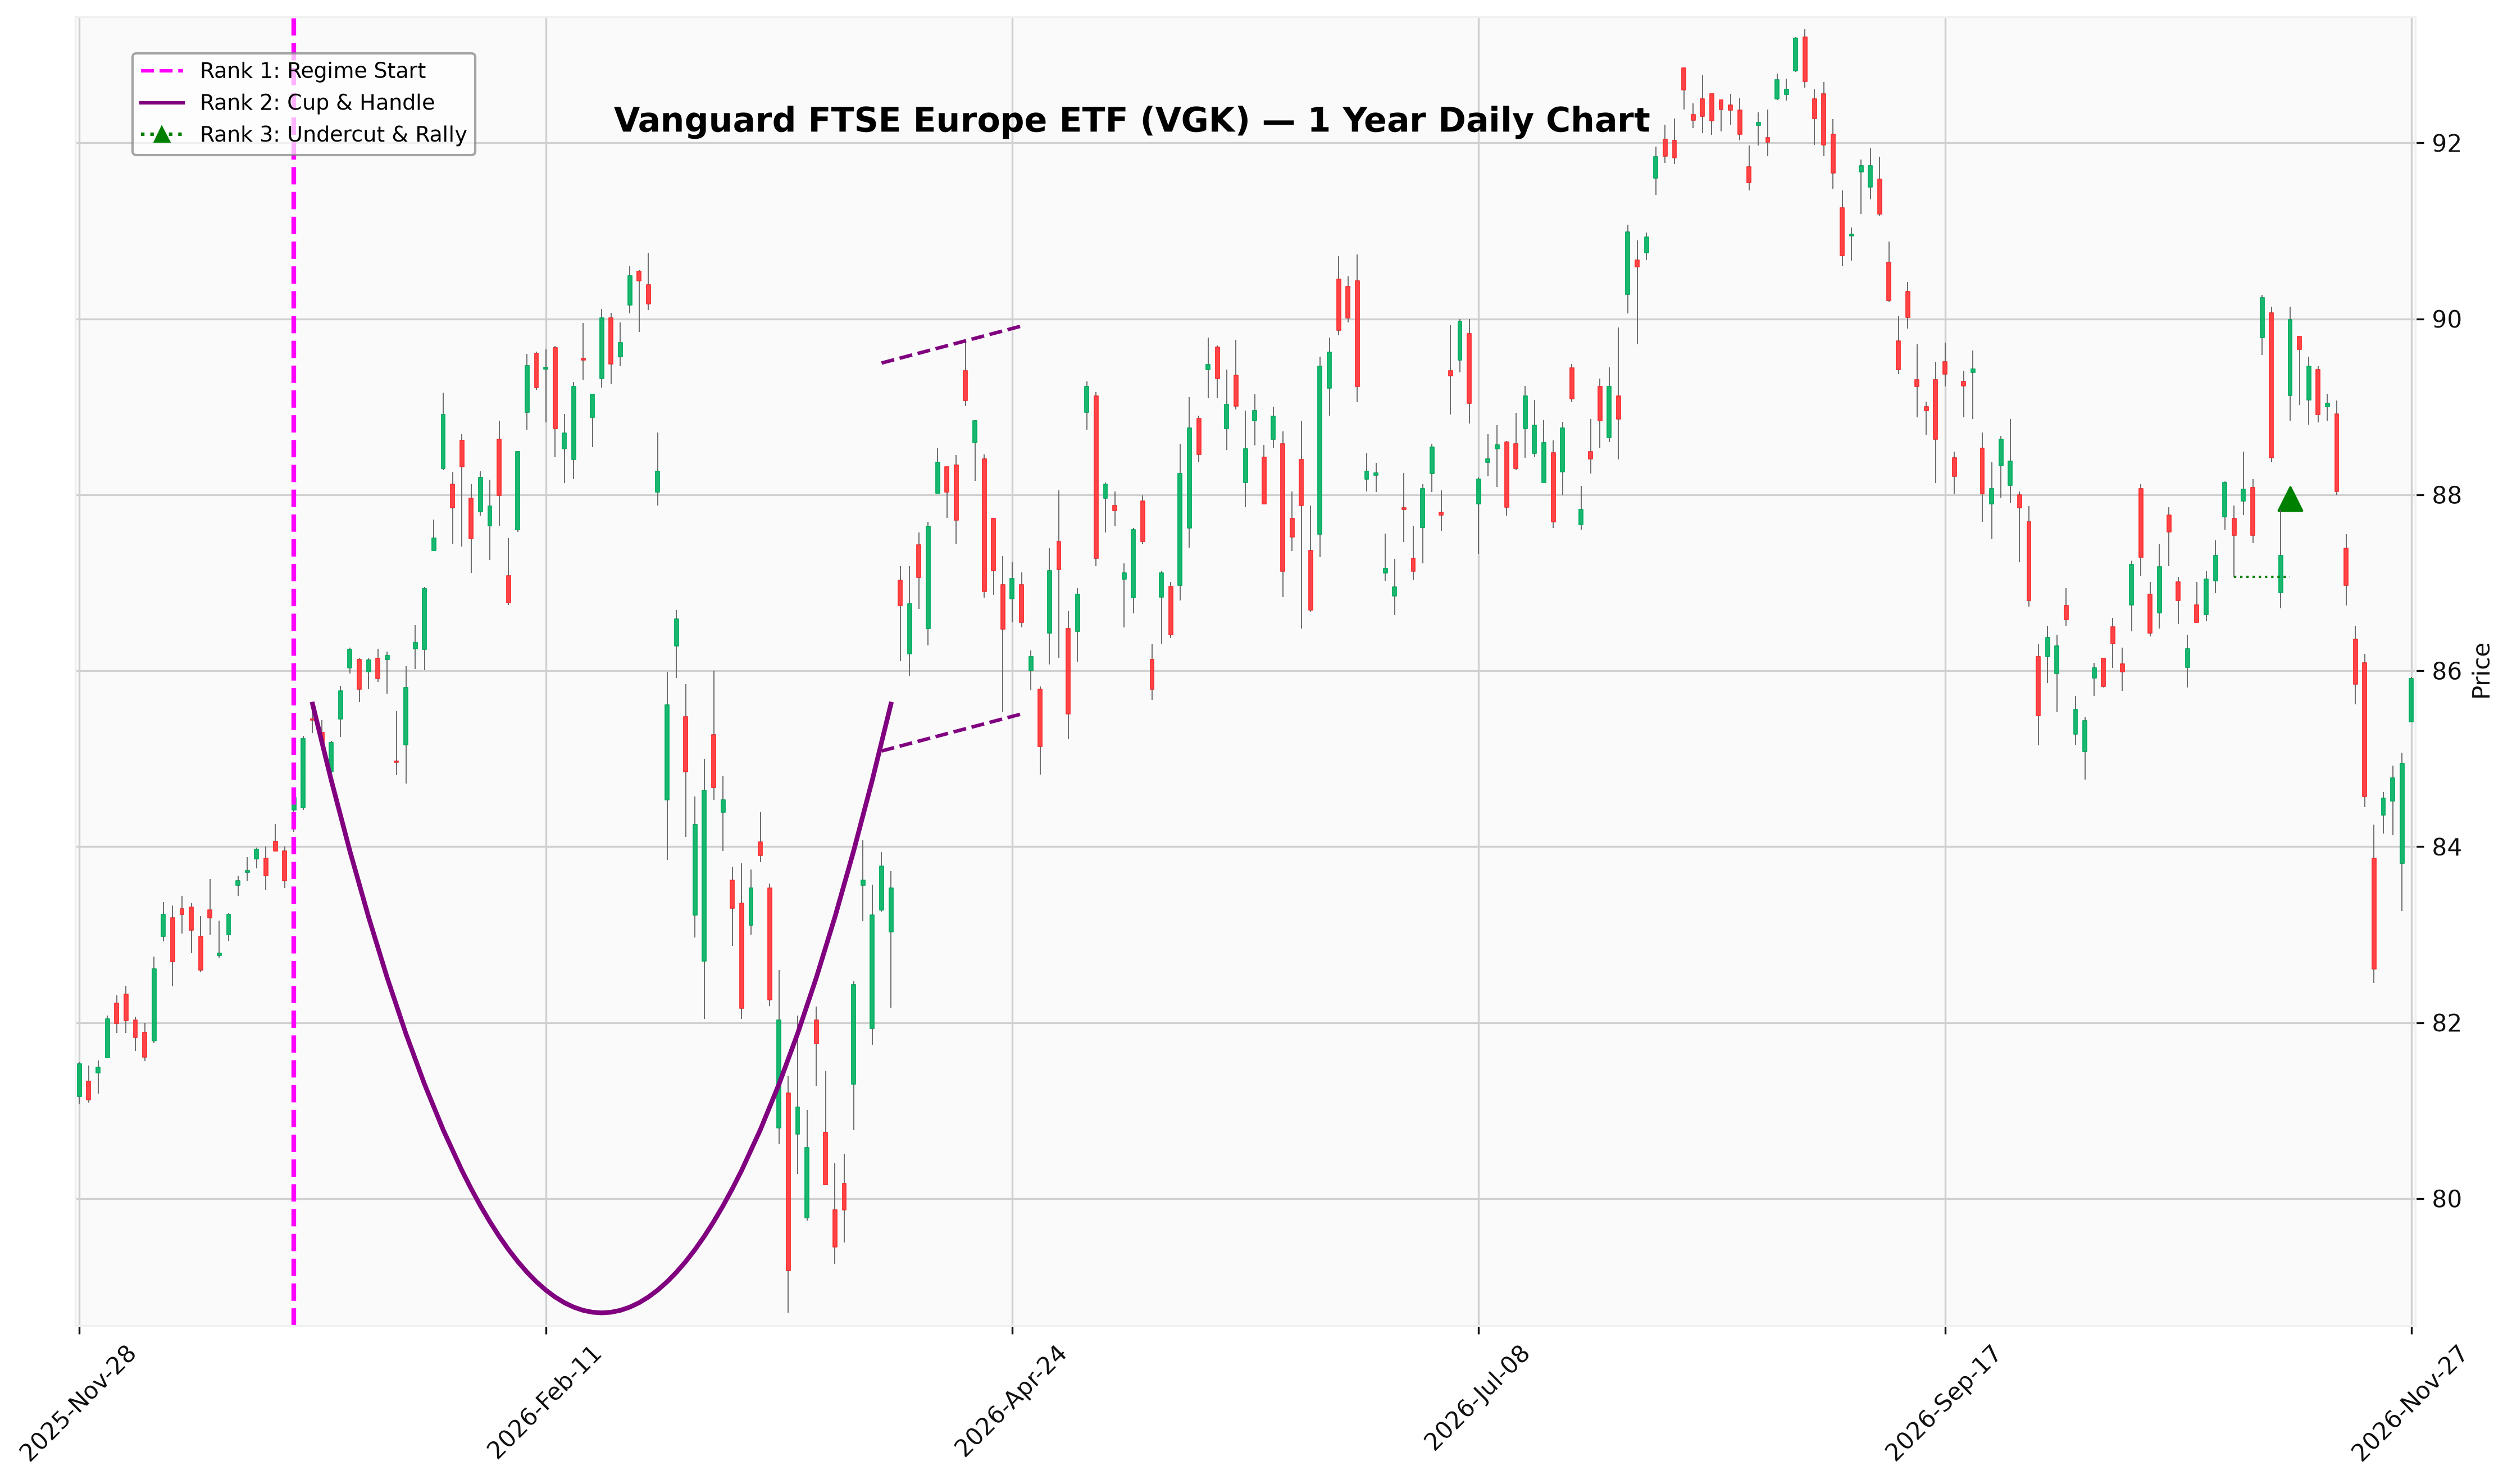 Rank 1: Regime Start
Rank 2: Cup & Handle
Rank 3: Undercut & Rally
Vanguard FTSE Europe ETF (VGK) — 1 Year Daily Chart
92
90
88
86
84
82
80
Price
2025-Nov-28
2026-Feb-11
2026-Apr-24
2026-Jul-08
2026-Sep-17
2026-Nov-27